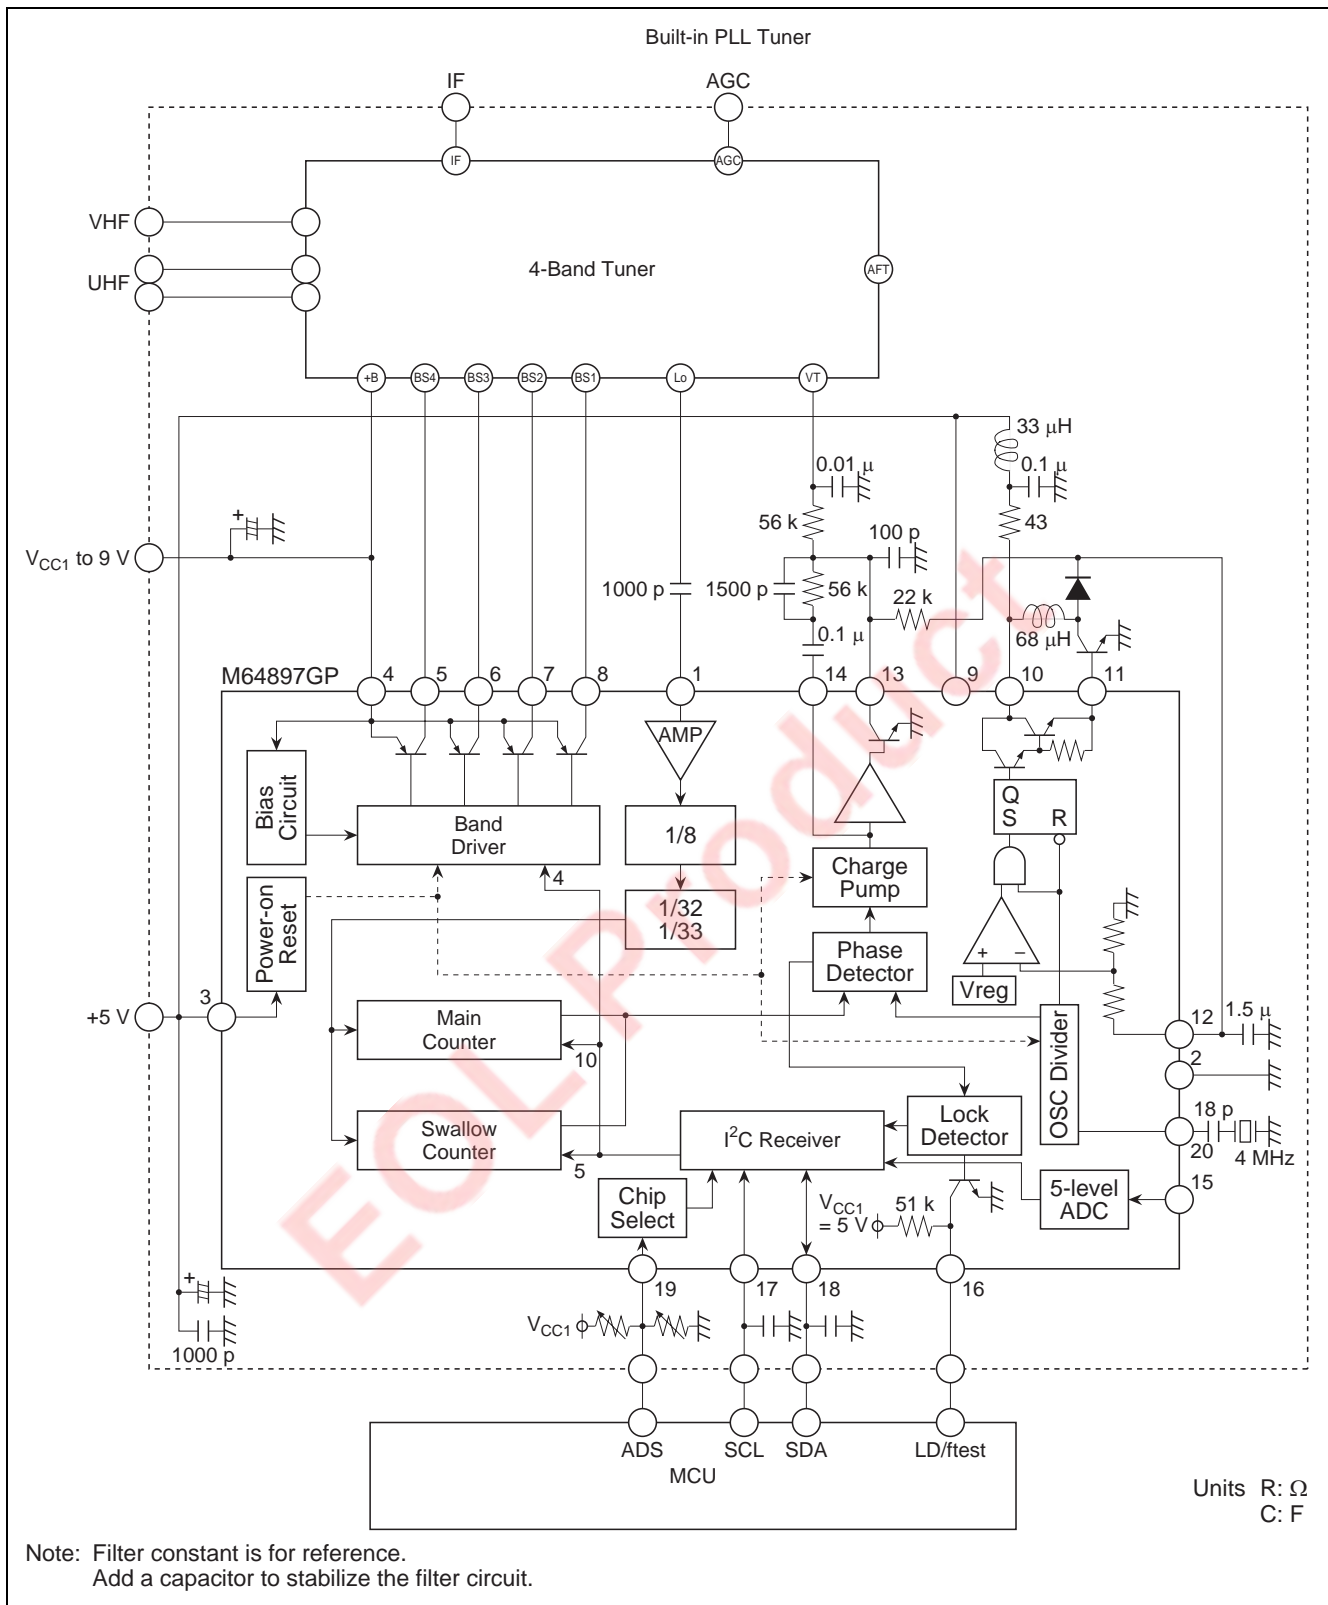 Built-in PLL Tuner
IF
AGC
IF
AGC
VHF
UHF
4-Band Tuner
AFT
+B
BS4
BS3
BS2
BS1
Lo
VT
33 μH
0.01 μ
0.1 μ
56 k
43
100 p
VCC1 to 9 V
+
1000 p
1500 p
56 k
22 k
0.1 μ
68 μH
M64897GP
4
5
6
7
8
1
14
13
9
10
11
AMP
Bias
Circuit
Band
Driver
1/8
Q
S
R
Charge
Pump
4
Power-on
Reset
1/32
1/33
Phase
Detector
+
−
Vreg
+5 V
3
Main
Counter
10
OSC Divider
12
1.5 μ
2
Swallow
Counter
5
I2C Receiver
Lock
Detector
18 p
20
4 MHz
Chip
Select
VCC1
= 5 V
51 k
5-level
ADC
15
19
17
18
16
+
1000 p
VCC1
ADS
SCL
SDA
LD/ftest
MCU
Units R: Ω
C: F
Note: Filter constant is for reference.
Add a capacitor to stabilize the filter circuit.
EOL Product